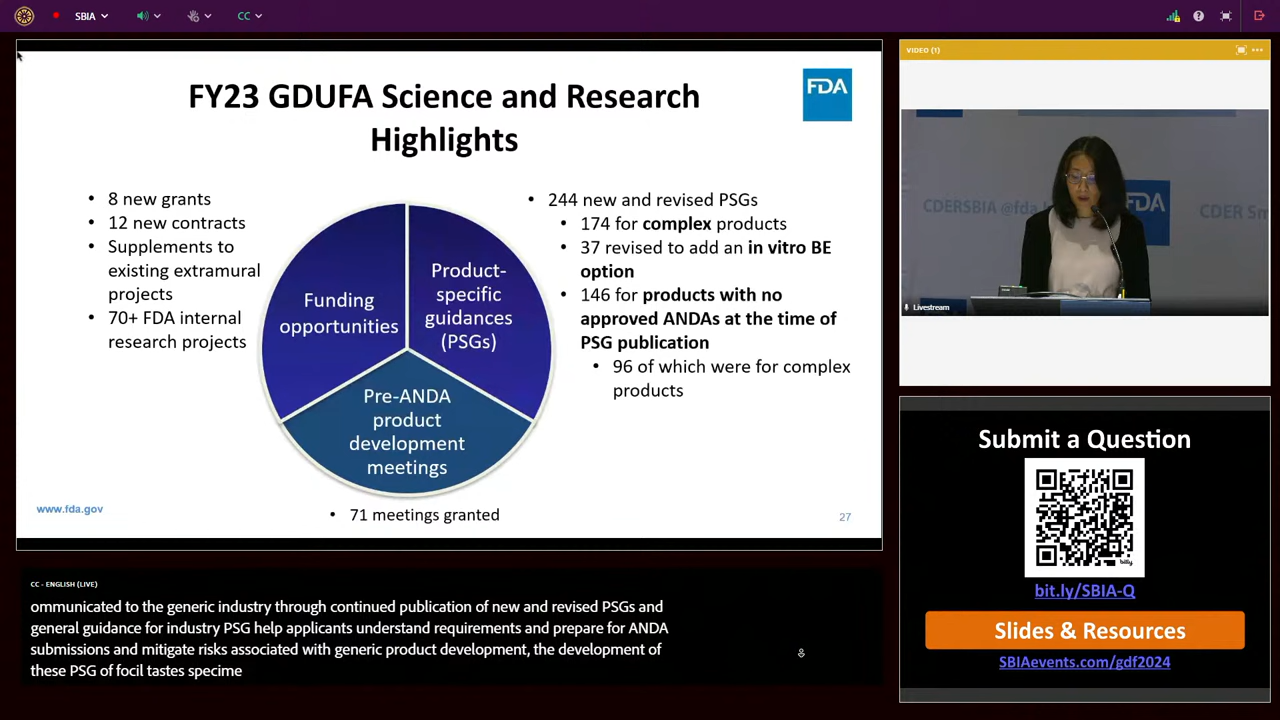 SBIA
CC
FY23 GDUFA Science and Research
Highlights
FDA
• 8 new grants
• 12 new contracts
• Supplements to
existing extramural
projects
• 70+ FDA internal
research projects
Funding
opportunities
Product-
specific
guidances
(PSGs)
Pre-ANDA
product
development
meetings
• 244 new and revised PSGs
• 174 for complex products
• 37 revised to add an in vitro BE
option
• 146 for products with no
approved ANDAs at the time of
PSG publication
• 96 of which were for complex
products
• 71 meetings granted
www.fda.gov
27
VIDEO (1)
CDERSBIA @fda
FDA
CDER Sm
Livestream
Submit a Question
bitly
bit.ly/SBIA-Q
Slides & Resources
SBIAevents.com/gdf2024
CC - ENGLISH (LIVE)
ommunicated to the generic industry through continued publication of new and revised PSGs and
general guidance for industry PSG help applicants understand requirements and prepare for ANDA
submissions and mitigate risks associated with generic product development, the development of
these PSG of focil tastes specime